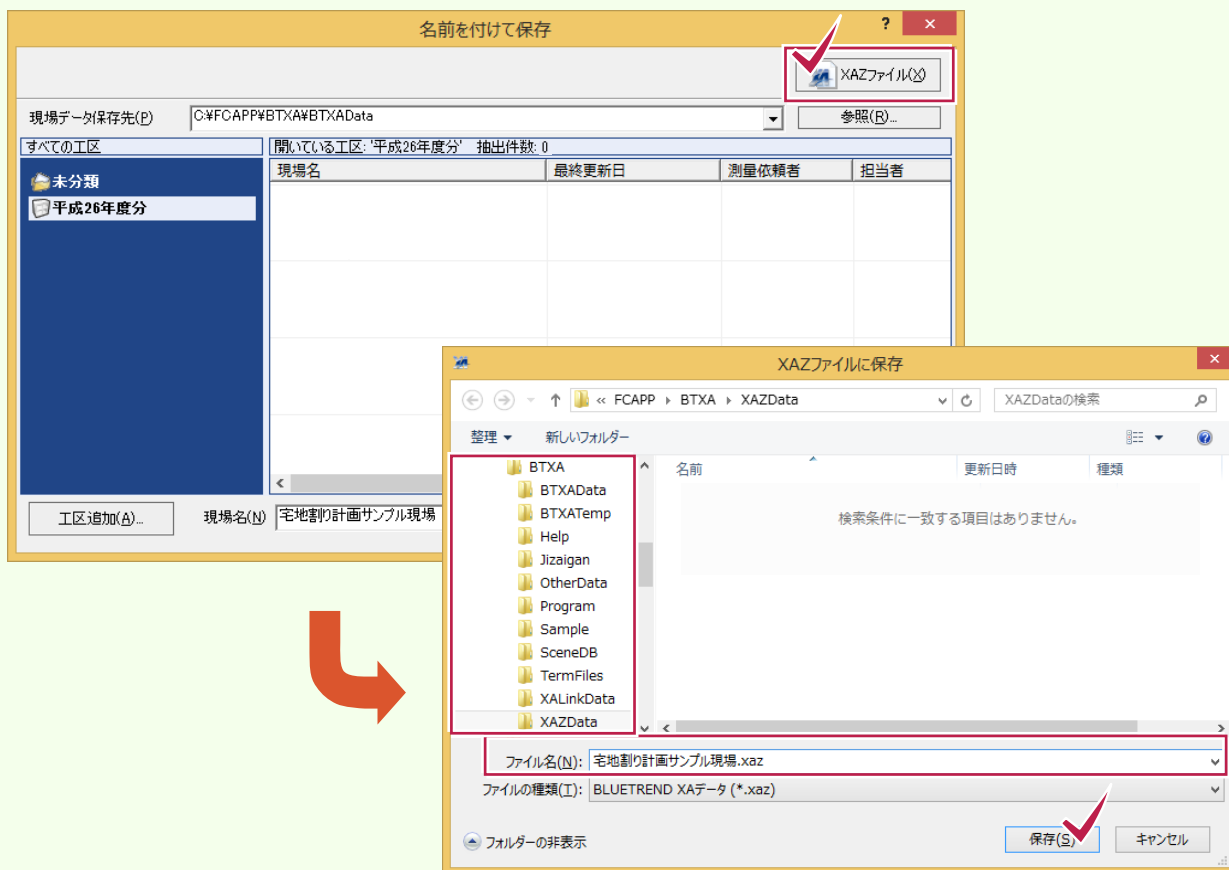 名前を付けて保存
?
XAZファイル(X)
現場データ保存先(P)
C:¥FCAPP¥BTXA¥BTXAData
参照(R)...
すべての工区
開いている工区: '平成26年度分'　抽出件数: 0
未分類
平成26年度分
現場名
最終更新日
測量依頼者
担当者
工区追加(A)...
現場名(N)
宅地割り計画サンプル現場
XAZファイルに保存
« FCAPP ▸ BTXA ▸ XAZData
XAZDataの検索
整理
新しいフォルダー
BTXA
BTXAData
BTXATemp
Help
Jizaigan
OtherData
Program
Sample
SceneDB
TermFiles
XALinkData
XAZData
名前
更新日時
種類
検索条件に一致する項目はありません。
ファイル名(N):
宅地割り計画サンプル現場.xaz
ファイルの種類(T):
BLUETREND XAデータ (*.xaz)
フォルダーの非表示
保存(S)
キャンセル